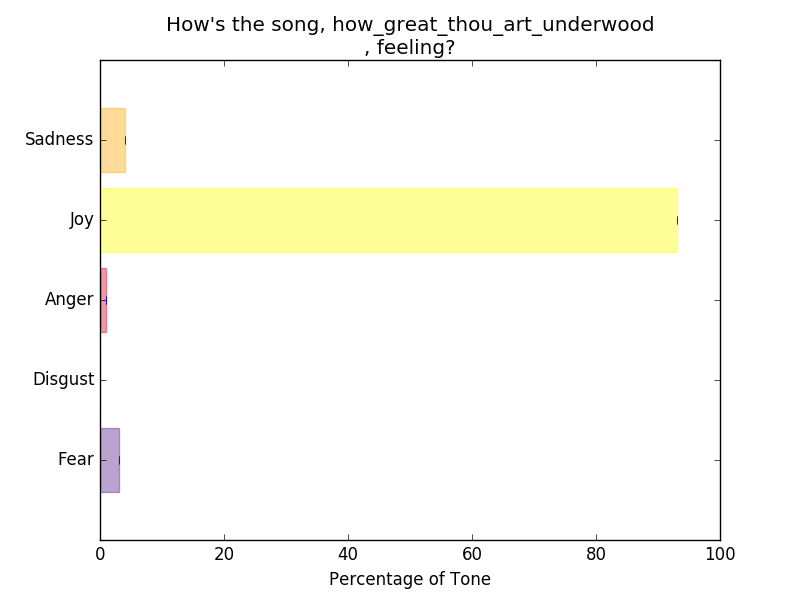 How's the song, how_great_thou_art_underwood
, feeling?
Sadness
Joy
Anger
Disgust
Fear
0 20 40 60 80 100
Percentage of Tone